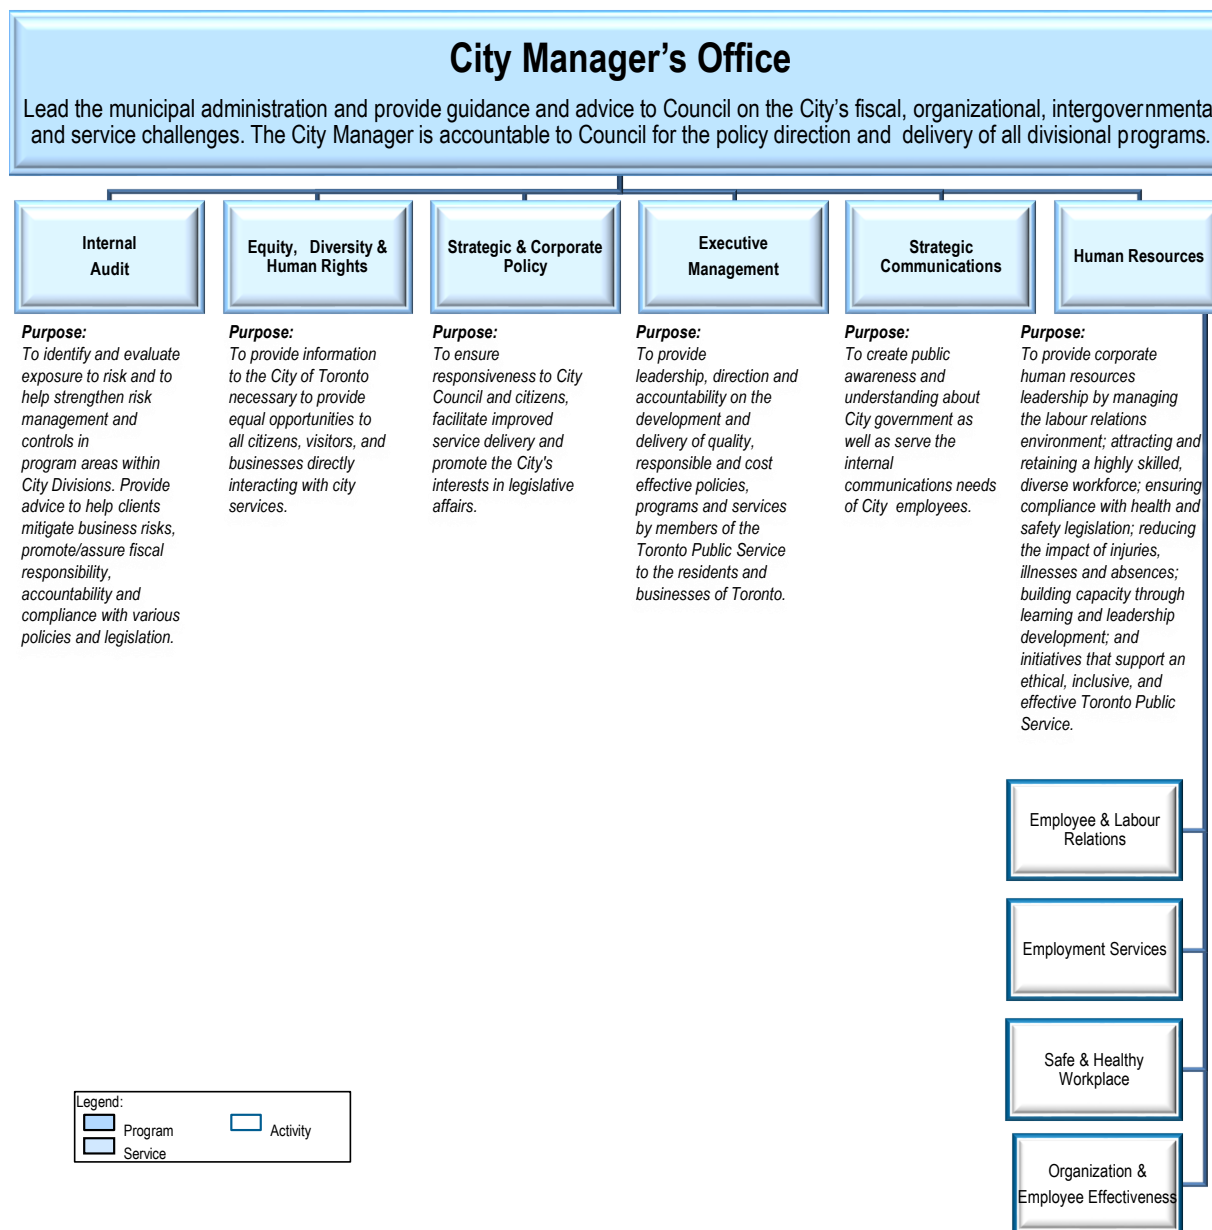 City Manager's Office
Lead the municipal administration and provide guidance and advice to Council on the City's fiscal, organizational, intergovernmenta
and service challenges. The City Manager is accountable to Council for the policy direction and delivery of all divisional programs.
Internal
Audit
Equity, Diversity &
Human Rights
Strategic & Corporate
Policy
Executive
Management
Strategic
Communications
Human Resources
Purpose:
To identify and evaluate
exposure to risk and to
help strengthen risk
management and
controls in
program areas within
City Divisions. Provide
advice to help clients
mitigate business risks,
promote/assure fiscal
responsibility,
accountability and
compliance with various
policies and legislation.
Purpose:
To provide information
to the City of Toronto
necessary to provide
equal opportunities to
all citizens, visitors, and
businesses directly
interacting with city
services.
Purpose:
To ensure
responsiveness to City
Council and citizens,
facilitate improved
service delivery and
promote the City's
interests in legislative
affairs.
Purpose:
To provide
leadership, direction and
accountability on the
development and
delivery of quality,
responsible and cost
effective policies,
programs and services
by members of the
Toronto Public Service
to the residents and
businesses of Toronto.
Purpose:
To create public
awareness and
understanding about
City government as
well as serve the
internal
communications needs
of City employees.
Purpose:
To provide corporate
human resources
leadership by managing
the labour relations
environment; attracting and
retaining a highly skilled,
diverse workforce; ensuring
compliance with health and
safety legislation; reducing
the impact of injuries,
illnesses and absences;
building capacity through
learning and leadership
development; and
initiatives that support an
ethical, inclusive, and
effective Toronto Public
Service.
Employee & Labour
Relations
Employment Services
Safe & Healthy
Workplace
Organization &
Employee Effectiveness
Legend:
Program
Activity
Service